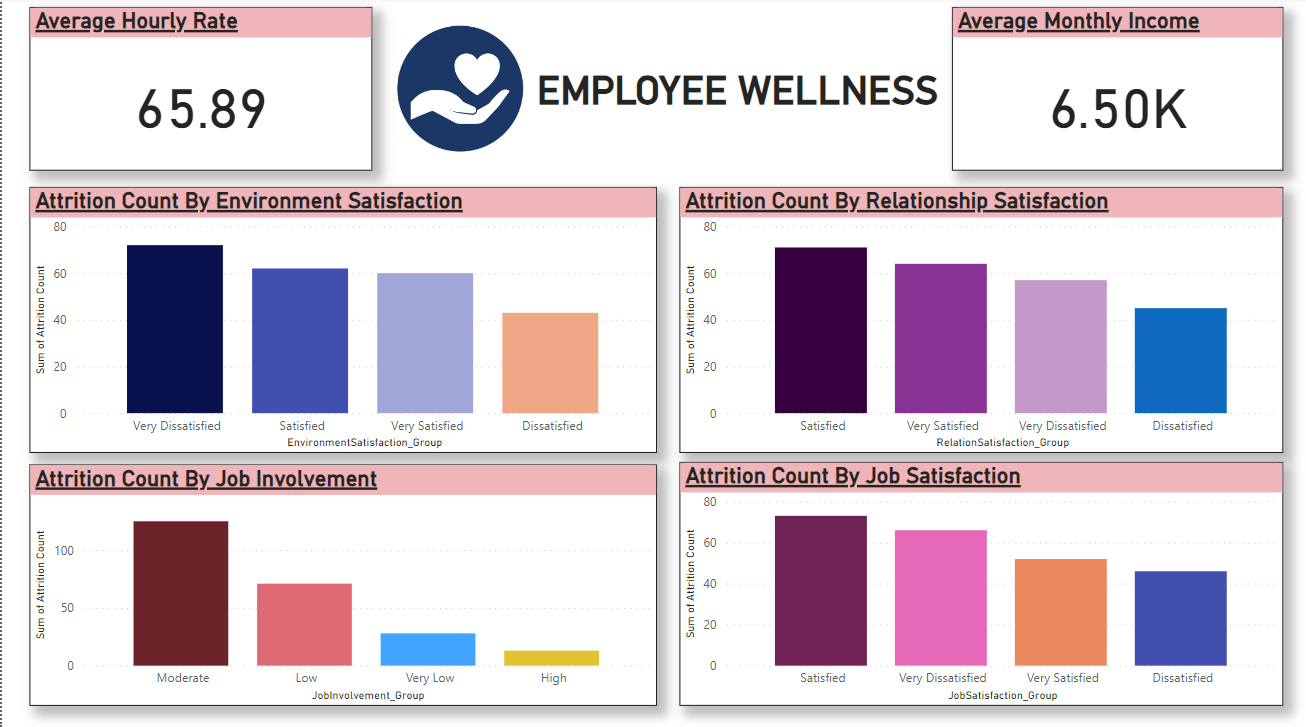 Average Hourly Rate
65.89
EMPLOYEE WELLNESS
Average Monthly Income
6.50K
Attrition Count By Environment Satisfaction
80
60
40
20
0
Sum of Attrition Count
Very Dissatisfied
Satisfied
Very Satisfied
Dissatisfied
EnvironmentSatisfaction_Group
Attrition Count By Relationship Satisfaction
80
60
40
20
0
Sum of Attrition Count
Satisfied
Very Satisfied
Very Dissatisfied
Dissatisfied
RelationSatisfaction_Group
Attrition Count By Job Involvement
100
50
0
Sum of Attrition Count
Moderate
Low
Very Low
High
JobInvolvement_Group
Attrition Count By Job Satisfaction
80
60
40
20
0
Sum of Attrition Count
Satisfied
Very Dissatisfied
Very Satisfied
Dissatisfied
JobSatisfaction_Group